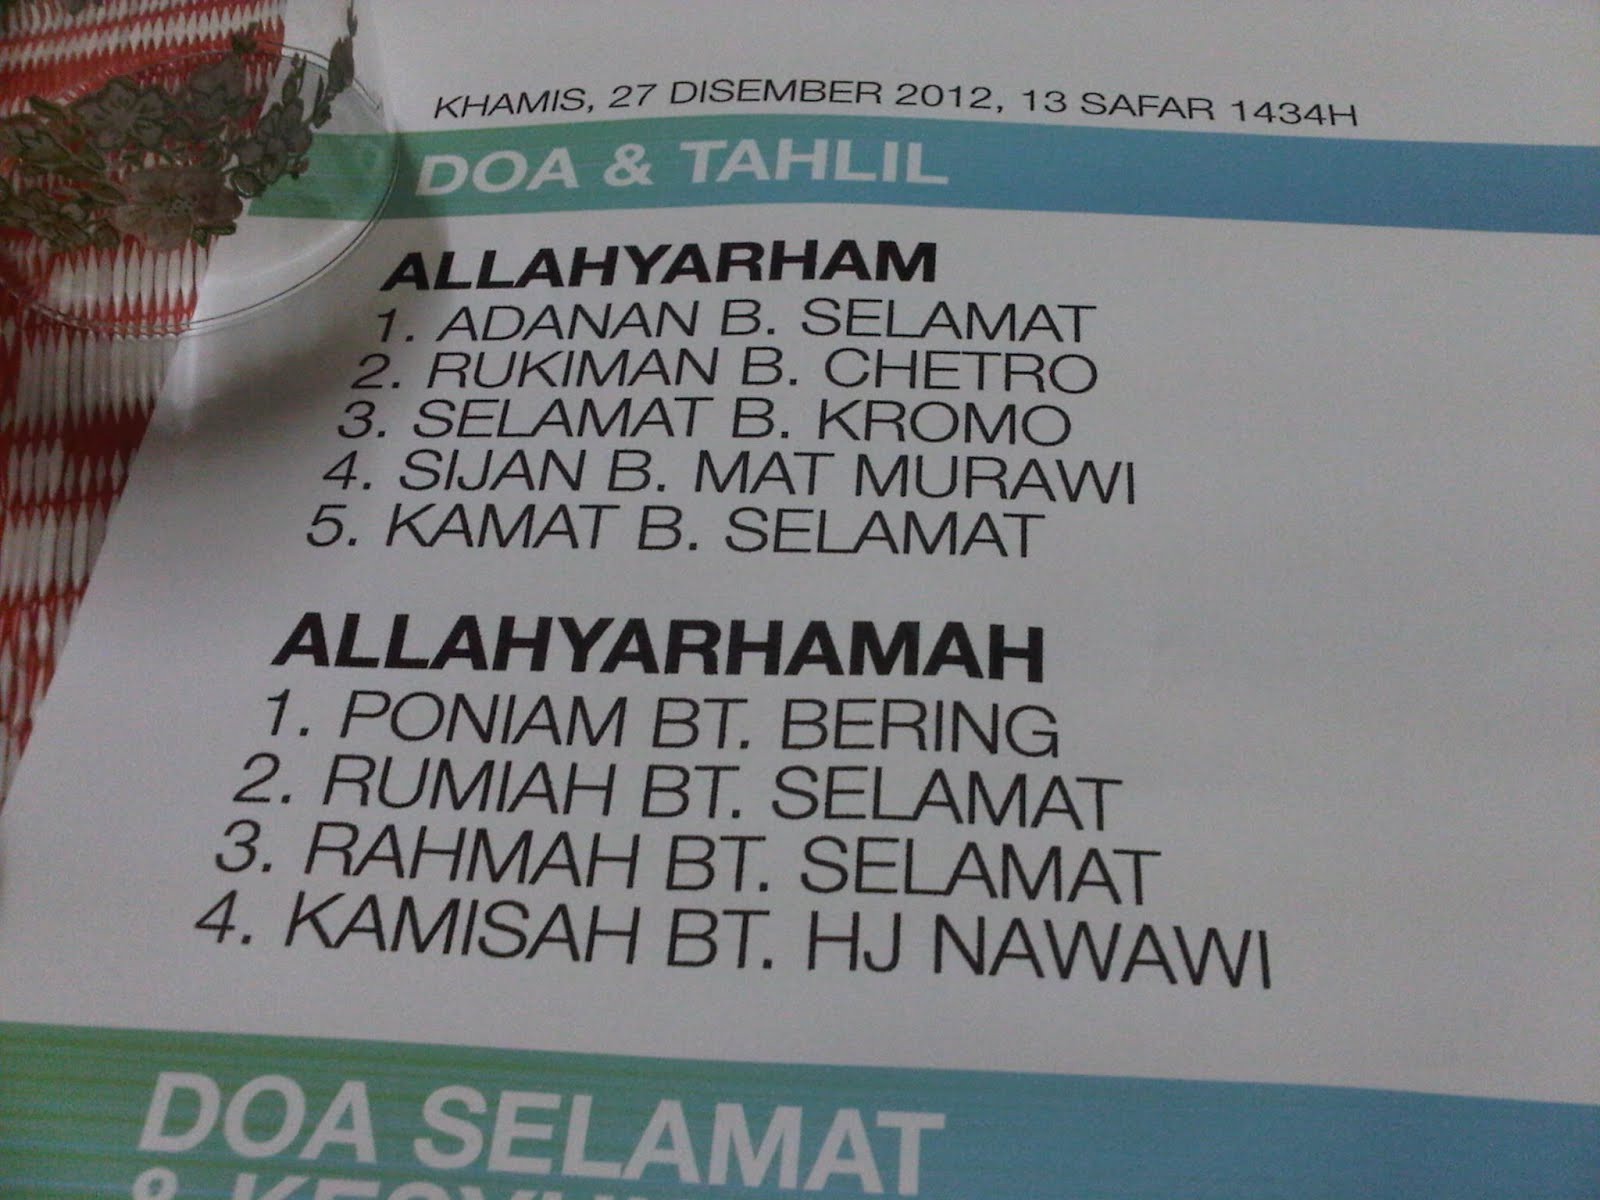 KHAMIS, 27 DISEMBER 2012, 13 SAFAR 1434H
DOA & TAHLIL
ALLAHYARHAM
1. ADANAN B. SELAMAT
2. RUKIMAN B. CHETRO
3. SELAMAT B. KROMO
4. SIJAN B. MAT MURAWI
5. KAMAT B. SELAMAT
ALLAHYARHAMAH
1. PONIAM BT. BERING
2. RUMIAH BT. SELAMAT
3. RAHMAH BT. SELAMAT
4. KAMISAH BT. HJ NAWAWI
DOA SELAMAT
&